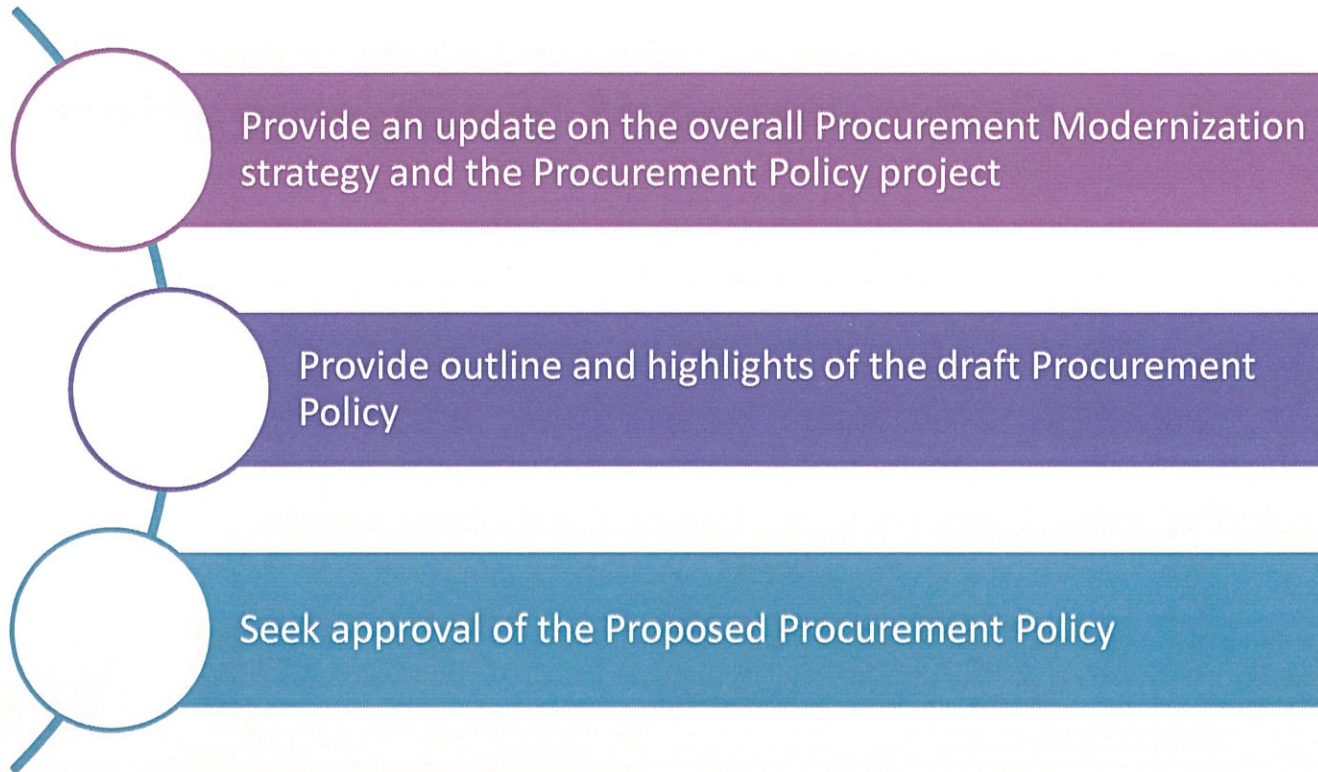 Provide an update on the overall Procurement Modernization
strategy and the Procurement Policy project
Provide outline and highlights of the draft Procurement
Policy
Seek approval of the Proposed Procurement Policy